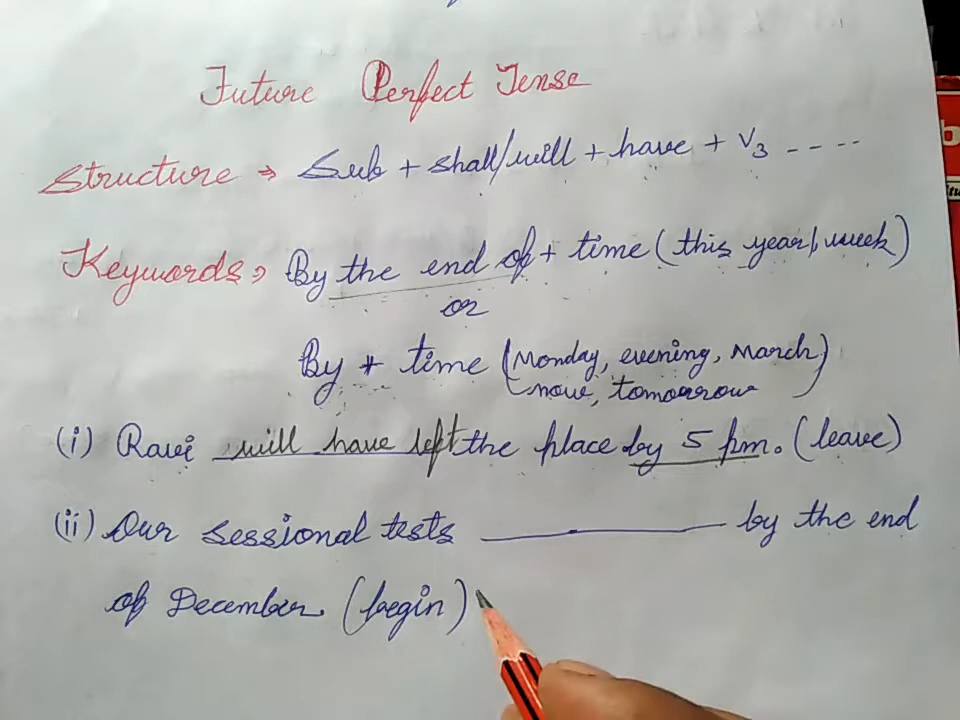 Future Perfect Tense
Structure → Sub + shall/will + have + V3 ----
Keywords → By the end of + time (this year/week)
or
By + time (Monday, evening, March
now, tomorrow)
(i) Ravi will have left the place by 5 pm. (leave)
(ii) Our sessional tests ________ by the end
of December. (begin)
b